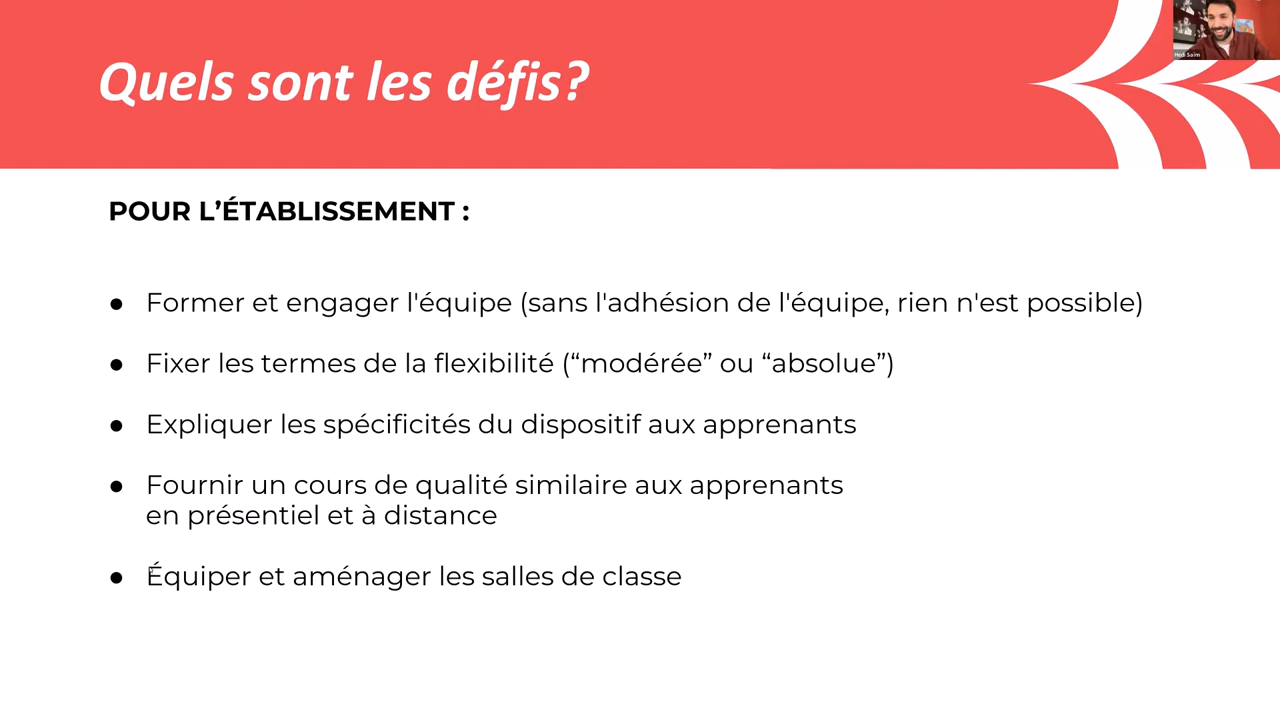 Quels sont les défis?
POUR L’ÉTABLISSEMENT :
● Former et engager l'équipe (sans l'adhésion de l'équipe, rien n'est possible)
● Fixer les termes de la flexibilité (“modérée” ou “absolue”)
● Expliquer les spécificités du dispositif aux apprenants
● Fournir un cours de qualité similaire aux apprenants
en présentiel et à distance
● Équiper et aménager les salles de classe